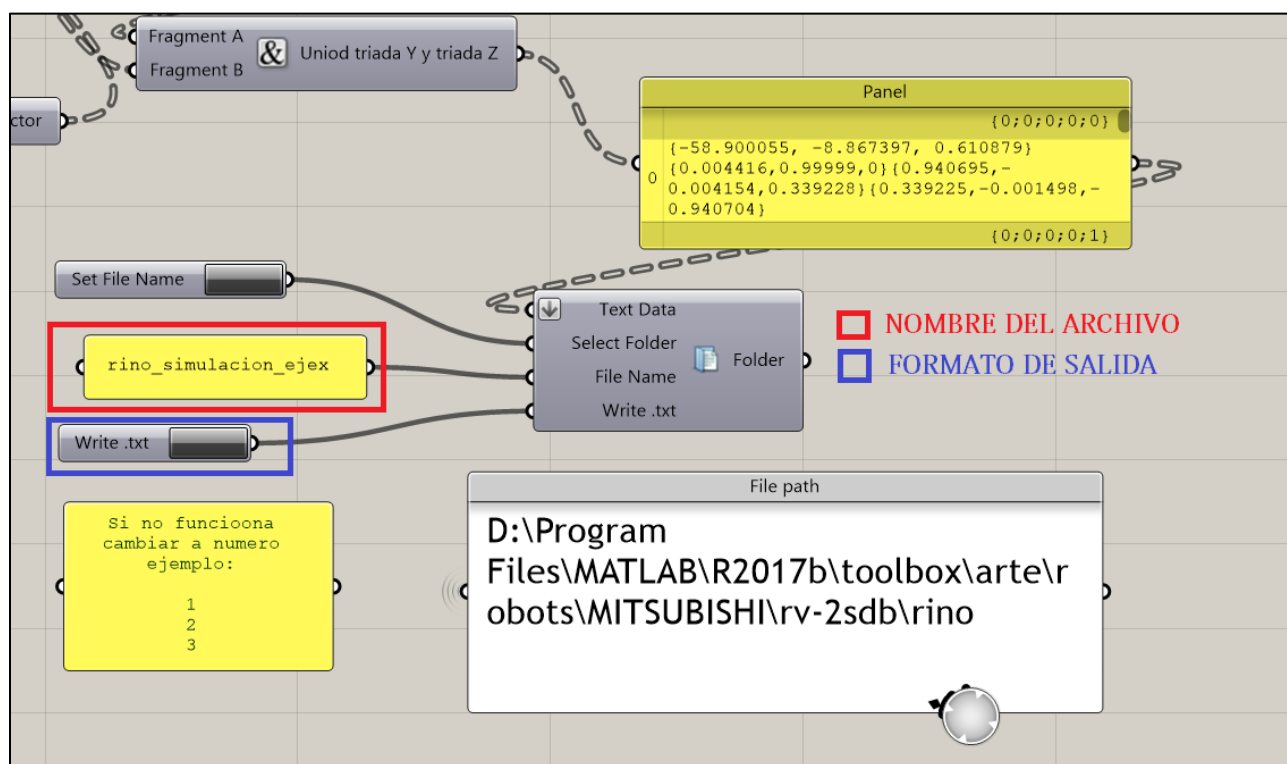 Fragment A
Fragment B
& Uniod triada Y y triada Z
ctor
Panel
{0;0;0;0;0}
0
{-58.900055, -8.867397, 0.610879}
{0.004416,0.99999,0}{0.940695,-
0.004154,0.339228}{0.339225,-0.001498,-
0.940704}
{0;0;0;0;1}
Set File Name
rino_simulacion_ejex
Write .txt
Text Data
Select Folder
File Name
Write .txt
Folder
NOMBRE DEL ARCHIVO
FORMATO DE SALIDA
Si no funcioona
cambiar a numero
ejemplo:
1
2
3
File path
D:\Program
Files\MATLAB\R2017b\toolbox\arte\r
obots\MITSUBISHI\rv-2sdb\rino